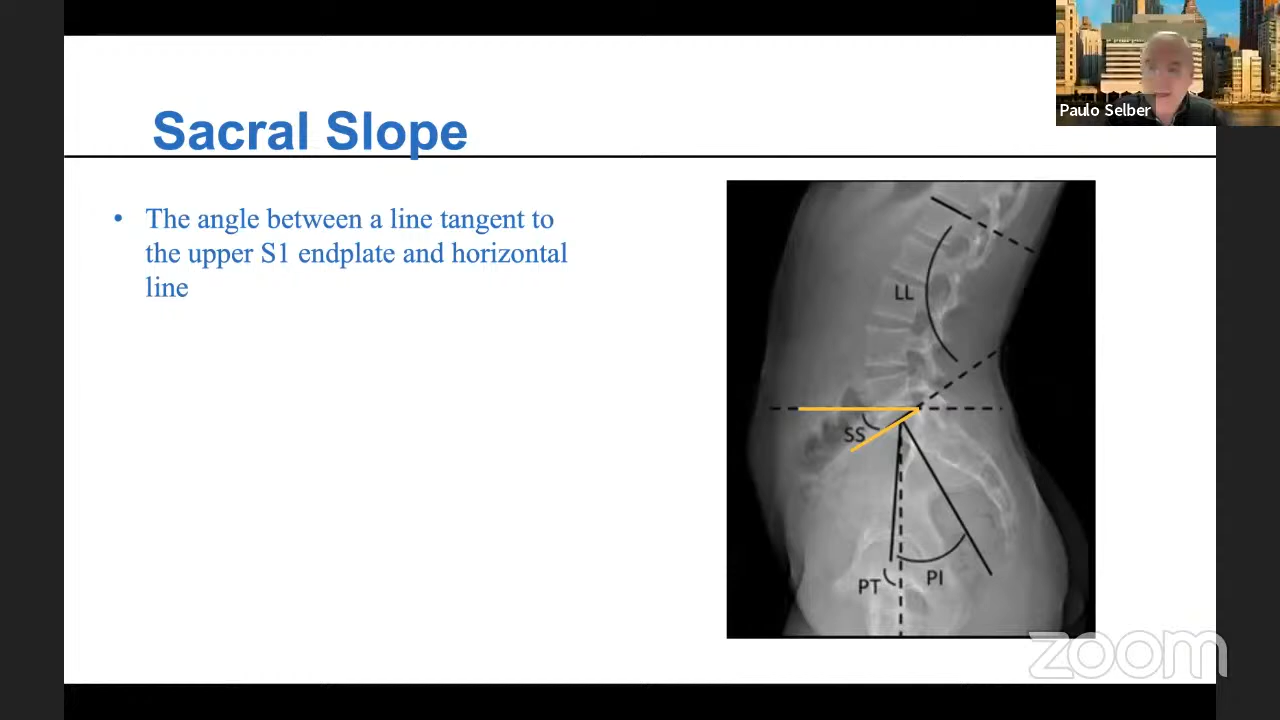 Paulo Selber
Sacral Slope
• The angle between a line tangent to
the upper S1 endplate and horizontal
line
LL
SS
PT
PI
zoom